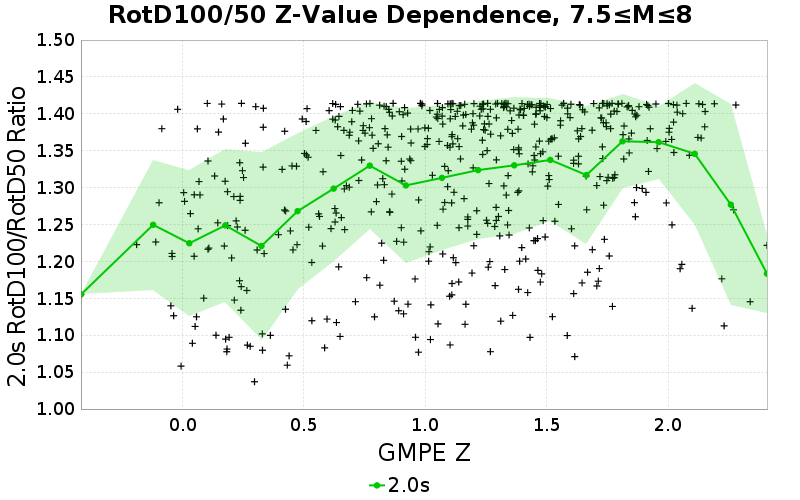 RotD100/50 Z-Value Dependence, 7.5≤M≤8
2.0s RotD100/RotD50 Ratio
1.50
1.45
1.40
1.35
1.30
1.25
1.20
1.15
1.10
1.05
1.00
0.0 0.5 1.0 1.5 2.0
GMPE Z
2.0s